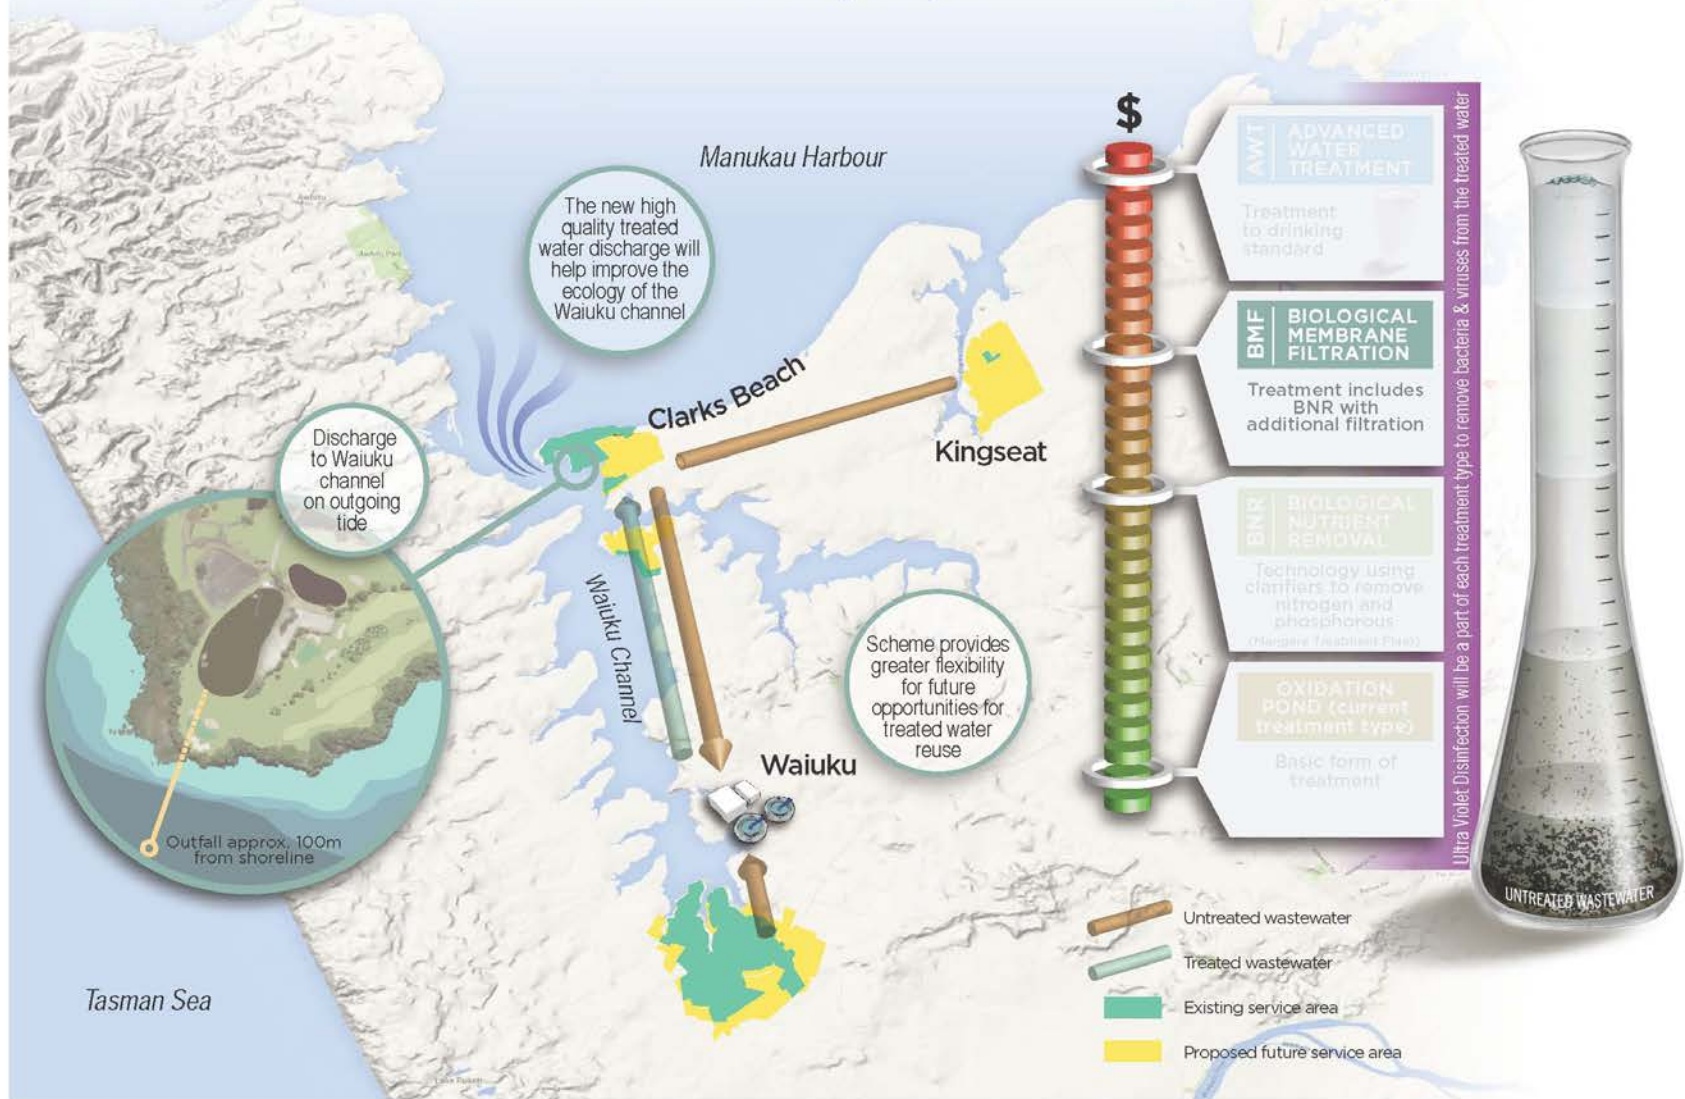 Manukau Harbour
The new high
quality treated
water discharge will
help improve the
ecology of the
Waiuku channel
Clarks Beach
Kingseat
Discharge
to Waiuku
channel
on outgoing
tide
Outfall approx. 100m
from shoreline
Waiuku Channel
Scheme provides
greater flexibility
for future
opportunities for
treated water
reuse
Waiuku
Tasman Sea
$
AWT
ADVANCED
WATER
TREATMENT
Treatment
to drinking
standard
BMF
BIOLOGICAL
MEMBRANE
FILTRATION
Treatment includes
BNR with
additional filtration
BNR
BIOLOGICAL
NUTRIENT
REMOVAL
Technology using
clarifiers to remove
nitrogen and
phosphorous
(Mangere Treatment Plant)
OXIDATION
POND (current
treatment type)
Basic form of
treatment
Ultra Violet Disinfection will be a part of each treatment type to remove bacteria & viruses from the treated water
UNTREATED WASTEWATER
Untreated wastewater
Treated wastewater
Existing service area
Proposed future service area